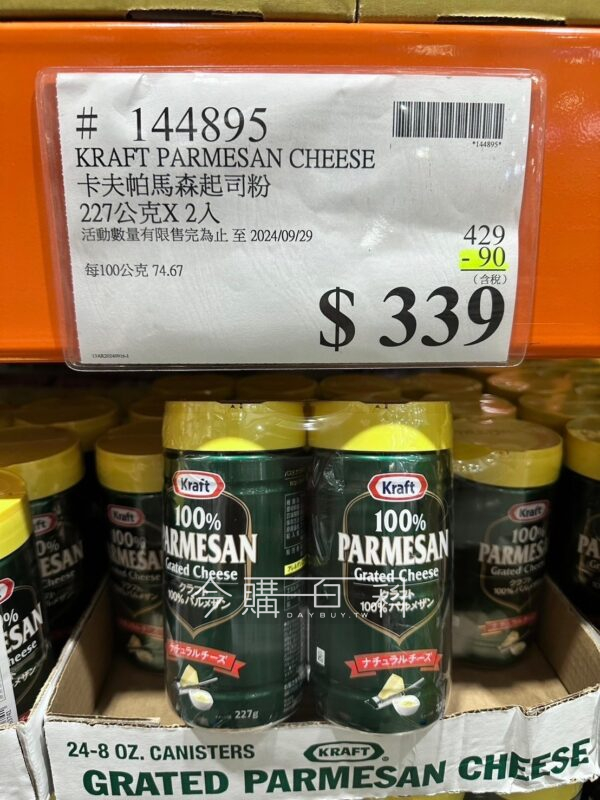 # 144895
*144895*
KRAFT PARMESAN CHEESE
卡夫帕馬森起司粉
227公克X 2入
活動數量有限售完為止 至 2024/09/29
429
- 90
(含稅)
每100公克 74.67
$ 339
Kraft
100%
PARMESAN
Grated Cheese
クラフト
100%パルメザン
ナチュラルチーズ
227g
Kraft
100%
PARMESAN
Grated Cheese
クラフト
100%パルメザン
ナチュラルチーズ
今購百科
DAYBUY.TW
24-8 OZ. CANISTERS
KRAFT
GRATED PARMESAN CHEESE